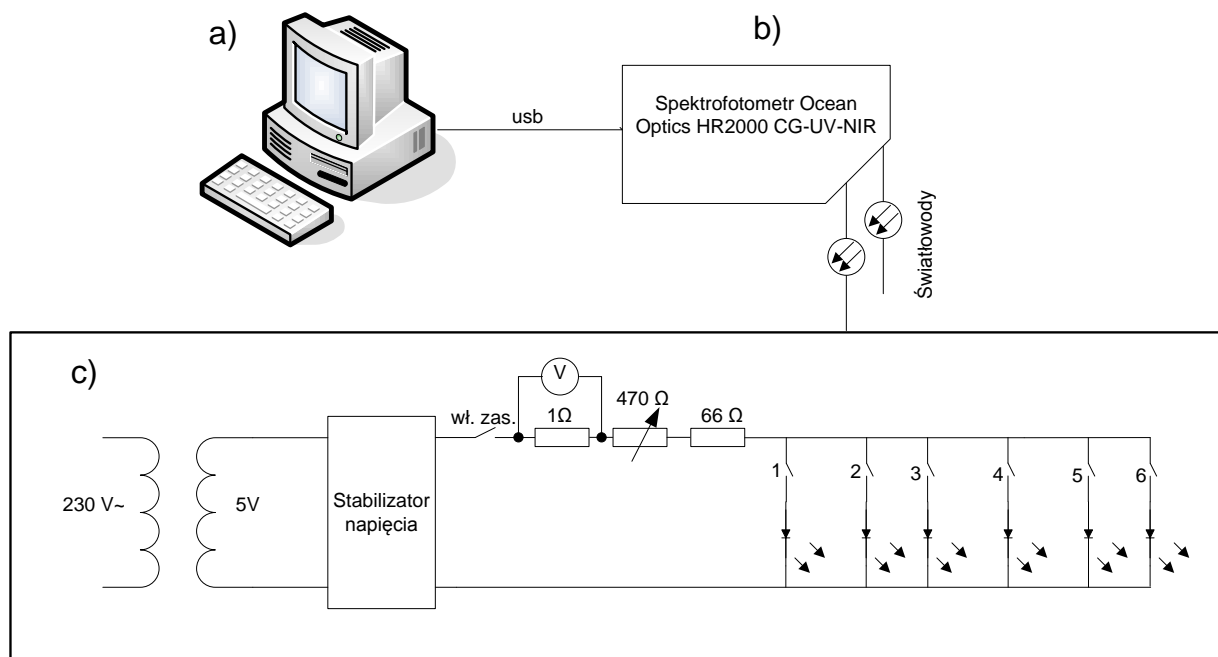 a)
b)
usb
Spektrofotometr Ocean
Optics HR2000 CG-UV-NIR
Światłowody
c)
230 V~
5V
Stabilizator
napięcia
wł. zas.
V
1Ω
470 Ω
66 Ω
1
2
3
4
5
6